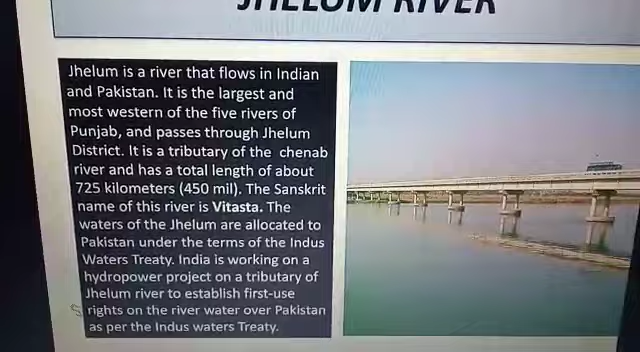 JHELUM RIVER
Jhelum is a river that flows in Indian
and Pakistan. It is the largest and
most western of the five rivers of
Punjab, and passes through Jhelum
District. It is a tributary of the  chenab
river and has a total length of about
725 kilometers (450 mil). The Sanskrit
name of this river is Vitasta. The
waters of the Jhelum are allocated to
Pakistan under the terms of the Indus
Waters Treaty. India is working on a
hydropower project on a tributary of
Jhelum river to establish first-use
rights on the river water over Pakistan
as per the Indus waters Treaty.